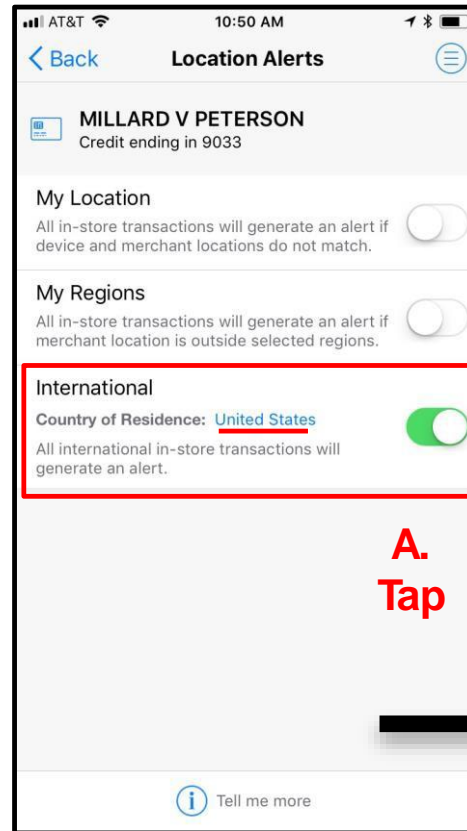 AT&T 10:50 AM
Back Location Alerts
MILLARD V PETERSON
Credit ending in 9033
My Location
All in-store transactions will generate an alert if
device and merchant locations do not match.
My Regions
All in-store transactions will generate an alert if
merchant location is outside selected regions.
International
Country of Residence: United States
All international in-store transactions will
generate an alert.
A.
Tap
i Tell me more